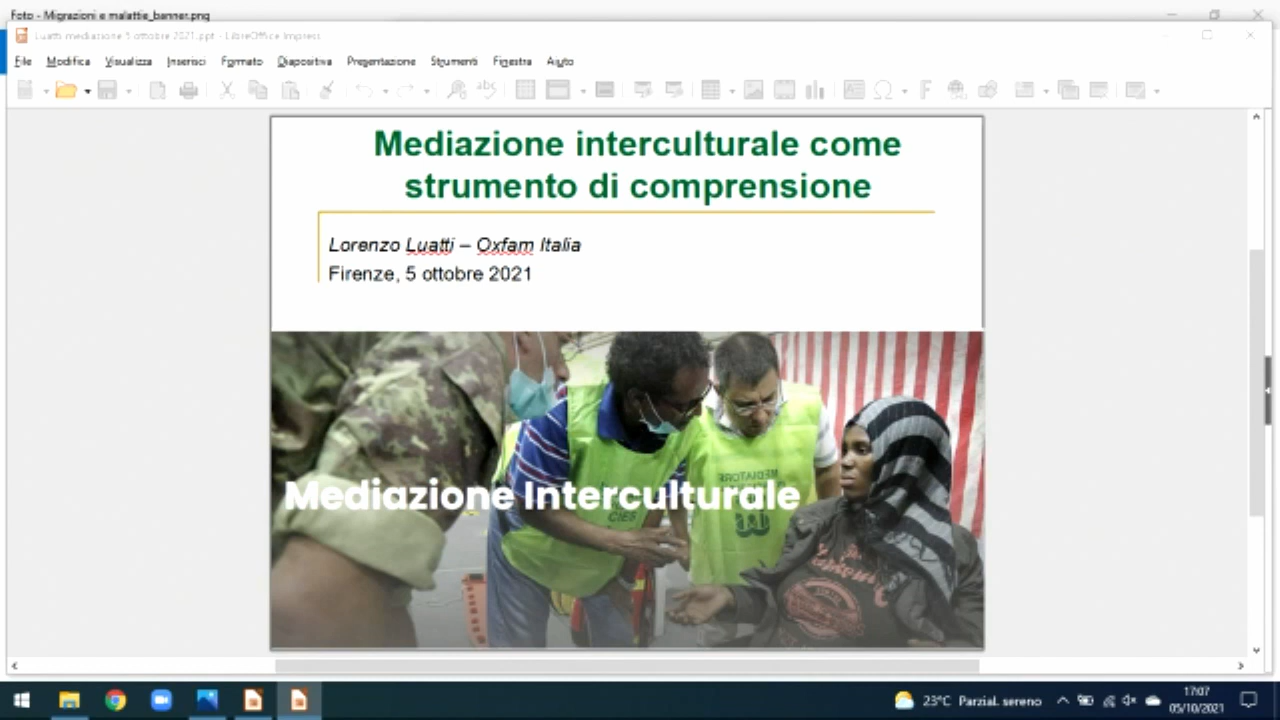 Foto - Migrazioni e malattie_banner.png
Luatti mediazione 5 ottobre 2021.ppt - LibreOffice Impress
File Modifica Visualizza Inserisci Formato Diapositiva Presentazione Strumenti Finestra Aiuto
Mediazione interculturale come
strumento di comprensione
Lorenzo Luatti – Oxfam Italia
Firenze, 5 ottobre 2021
MEDIATORE
CIES
Mediazione Interculturale
23°C Parzial. sereno
17:07
05/10/2021